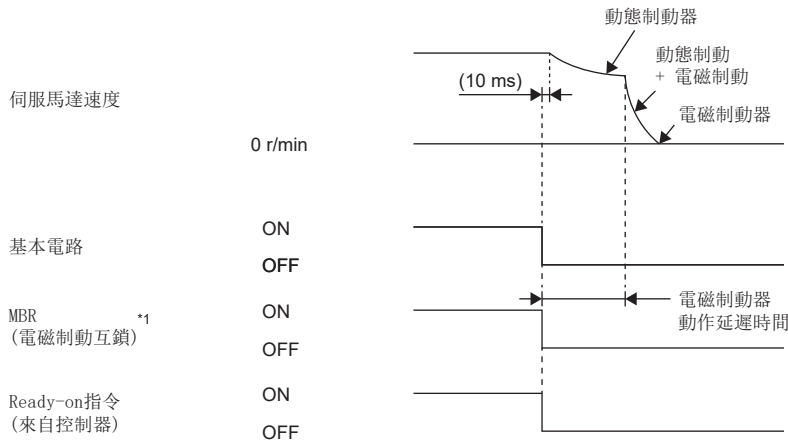 動態制動器
動態制動
+ 電磁制動
(10 ms)
伺服馬達速度
電磁制動器
0 r/min
基本電路
ON
OFF
MBR *1
(電磁制動互鎖)
ON
OFF
電磁制動器
動作延遲時間
Ready-on指令
(來自控制器)
ON
OFF